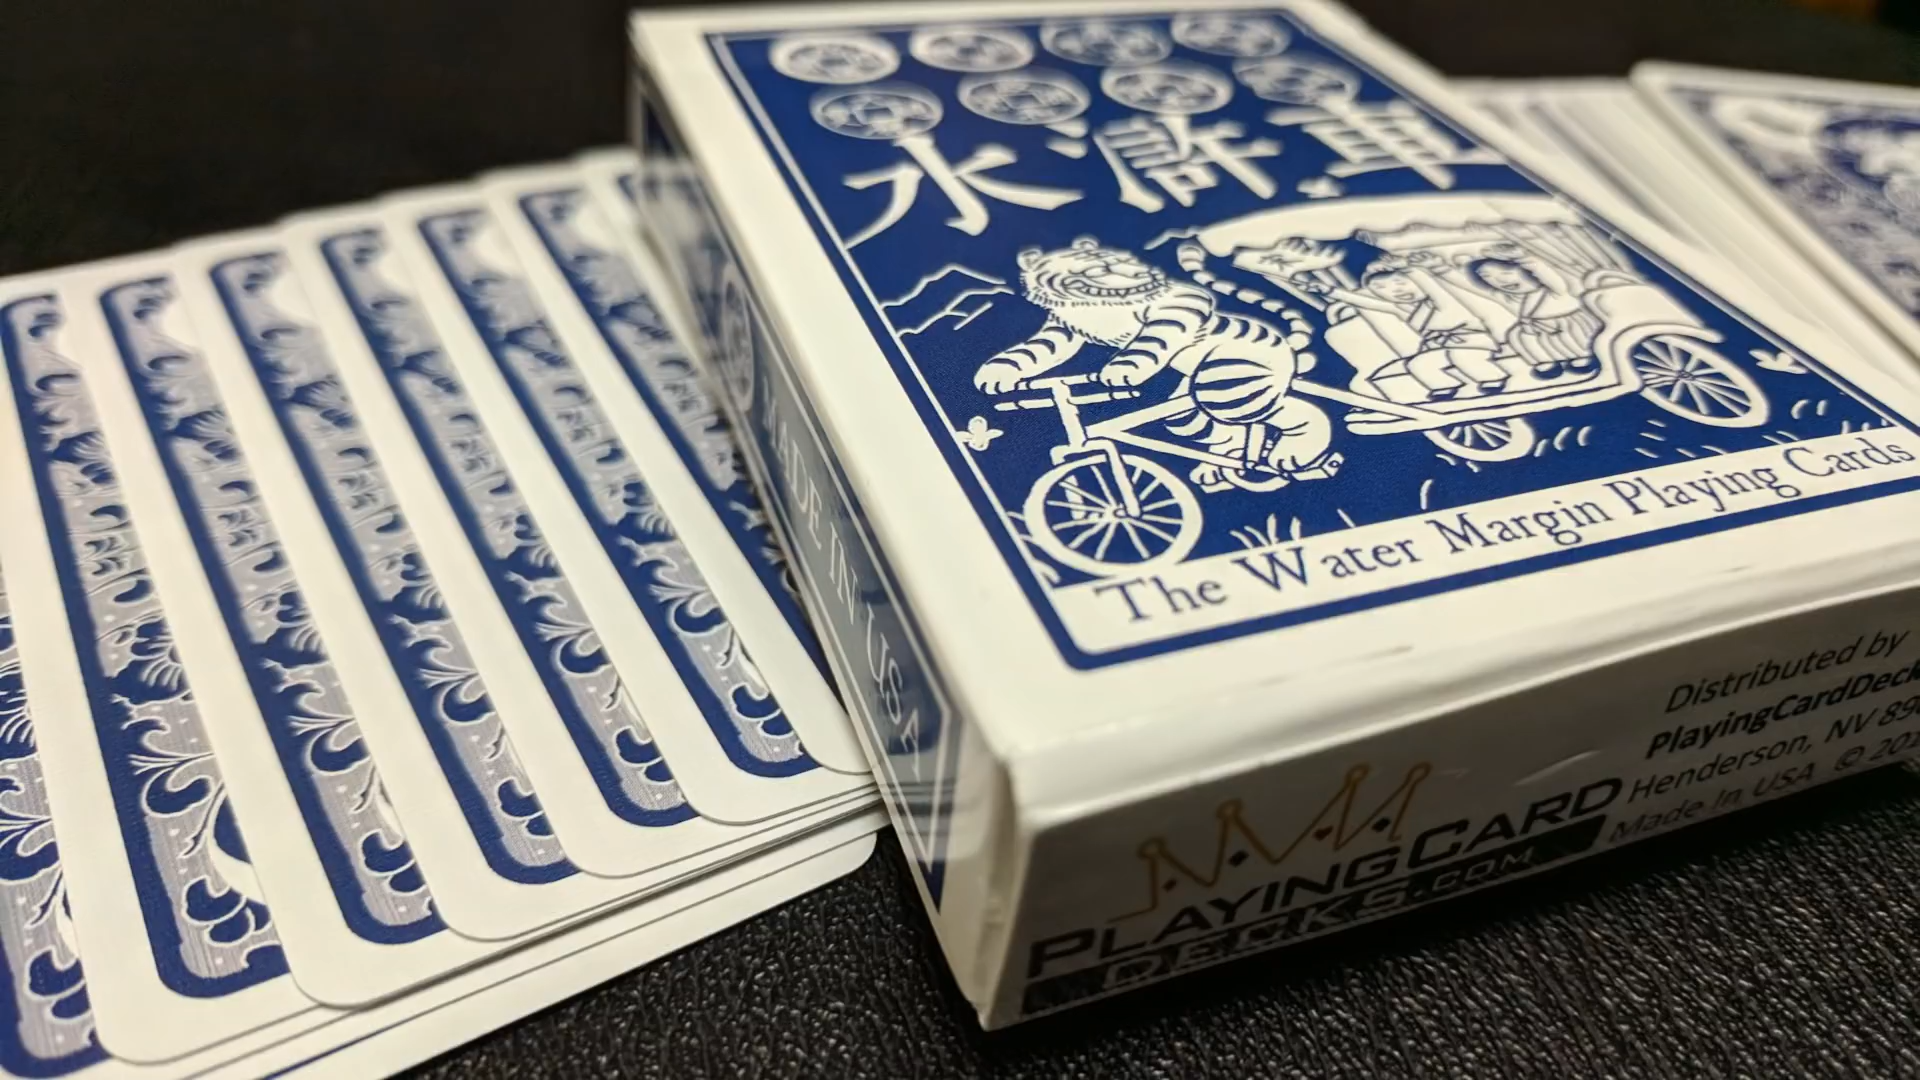 水滸車
The Water Margin Playing Cards
MADE IN USA
Distributed by
PlayingCardDeck
Henderson, NV 89
Made In USA © 201
PLAYINGCARD
DECKS.COM